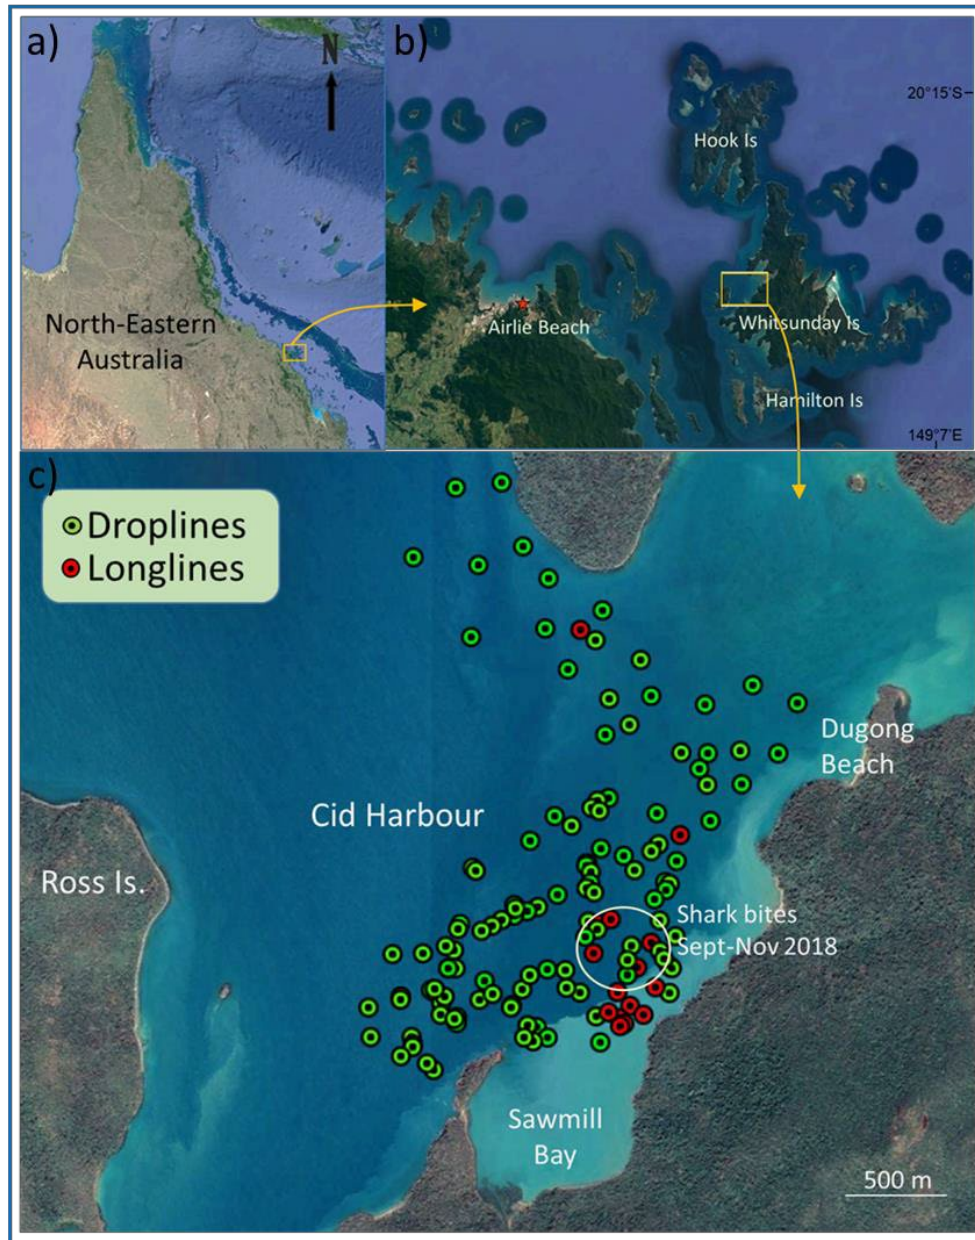 a)
N
North-Eastern
Australia
b)
20°15'S
Hook Is
Airlie Beach
Whitsunday Is
Hamilton Is
149°7'E
c)
Droplines
Longlines
Dugong
Beach
Cid Harbour
Ross Is.
Shark bites
Sept-Nov 2018
Sawmill
Bay
500 m